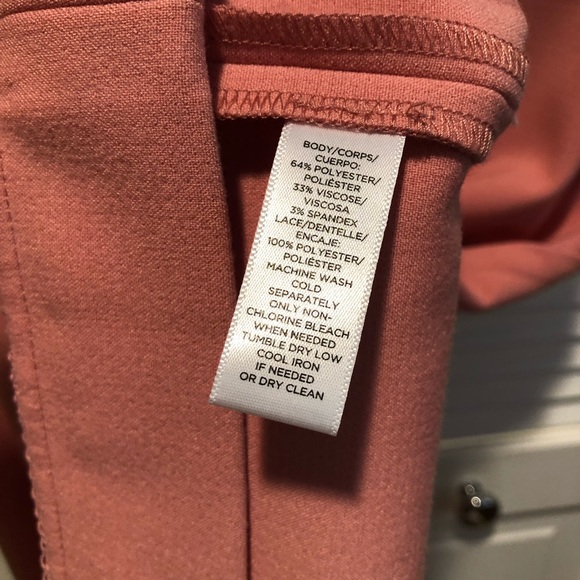 BODY/CORPS/
CUERPO:
64% POLYESTER/
POLIÉSTER
33% VISCOSE/
VISCOSA
3% SPANDEX
LACE/DENTELLE/
ENCAJE:
100% POLYESTER/
POLIÉSTER
MACHINE WASH
COLD
SEPARATELY
ONLY NON-
CHLORINE BLEACH
WHEN NEEDED
TUMBLE DRY LOW
COOL IRON
IF NEEDED
OR DRY CLEAN